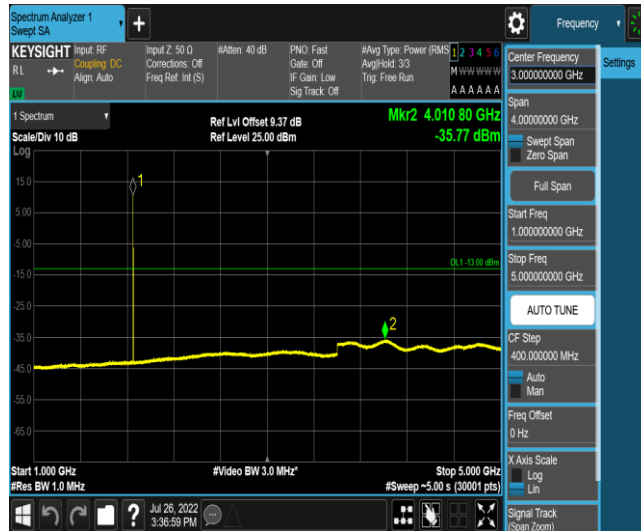 Spectrum Analyzer 1
Swept SA
+
Frequency
KEYSIGHT
R L
LXI
Input: RF
Coupling: DC
Align: Auto
Input Z: 50 Ω
Corrections: Off
Freq Ref: Int (S)
#Atten: 40 dB
PNO: Fast
Gate: Off
IF Gain: Low
Sig Track: Off
#Avg Type: Power (RMS
Avg|Hold: 3/3
Trig: Free Run
1 2 3 4 5 6
M W W W W W
A A A A A A
1 Spectrum
Scale/Div 10 dB
Log
Ref Lvl Offset 9.37 dB
Ref Level 25.00 dBm
Mkr2 4.010 80 GHz
-35.77 dBm
15.0
5.00
-5.00
-15.0
-25.0
-35.0
-45.0
-55.0
-65.0
1
DL1 -13.00 dBm
2
Start 1.000 GHz
#Res BW 1.0 MHz
#Video BW 3.0 MHz*
Stop 5.000 GHz
#Sweep ~5.00 s (30001 pts)
Jul 26, 2022
3:36:59 PM
?
Center Frequency
3.000000000 GHz
Settings
Span
4.00000000 GHz
Swept Span
Zero Span
Full Span
Start Freq
1.000000000 GHz
Stop Freq
5.000000000 GHz
AUTO TUNE
CF Step
400.000000 MHz
Auto
Man
Freq Offset
0 Hz
X Axis Scale
Log
Lin
Signal Track
(Span Zoom)